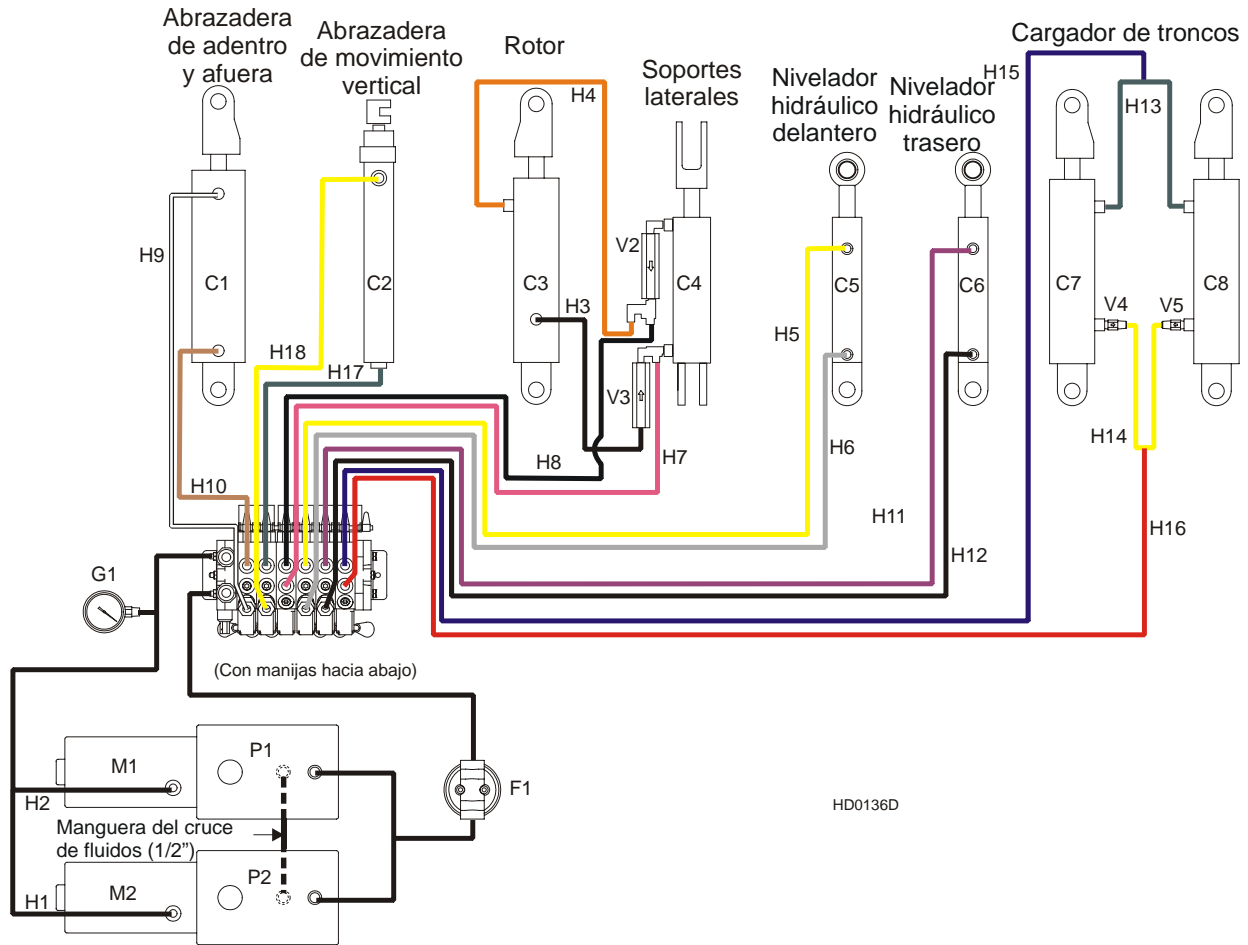 Abrazadera
de adentro
y afuera
Abrazadera
de movimiento
vertical
Rotor
Soportes
laterales
Nivelador
hidráulico
delantero
Nivelador
hidráulico
trasero
Cargador de troncos
H15
H4
H13
H9
V2
C1
C2
C3
C4
C5
C6
C7
C8
H3
V4
V5
H18
H5
H17
V3
H14
H6
H8
H7
H10
H11
H16
H12
G1
(Con manijas hacia abajo)
P1
M1
F1
H2
HD0136D
Manguera del cruce
de fluidos (1/2”)
P2
M2
H1